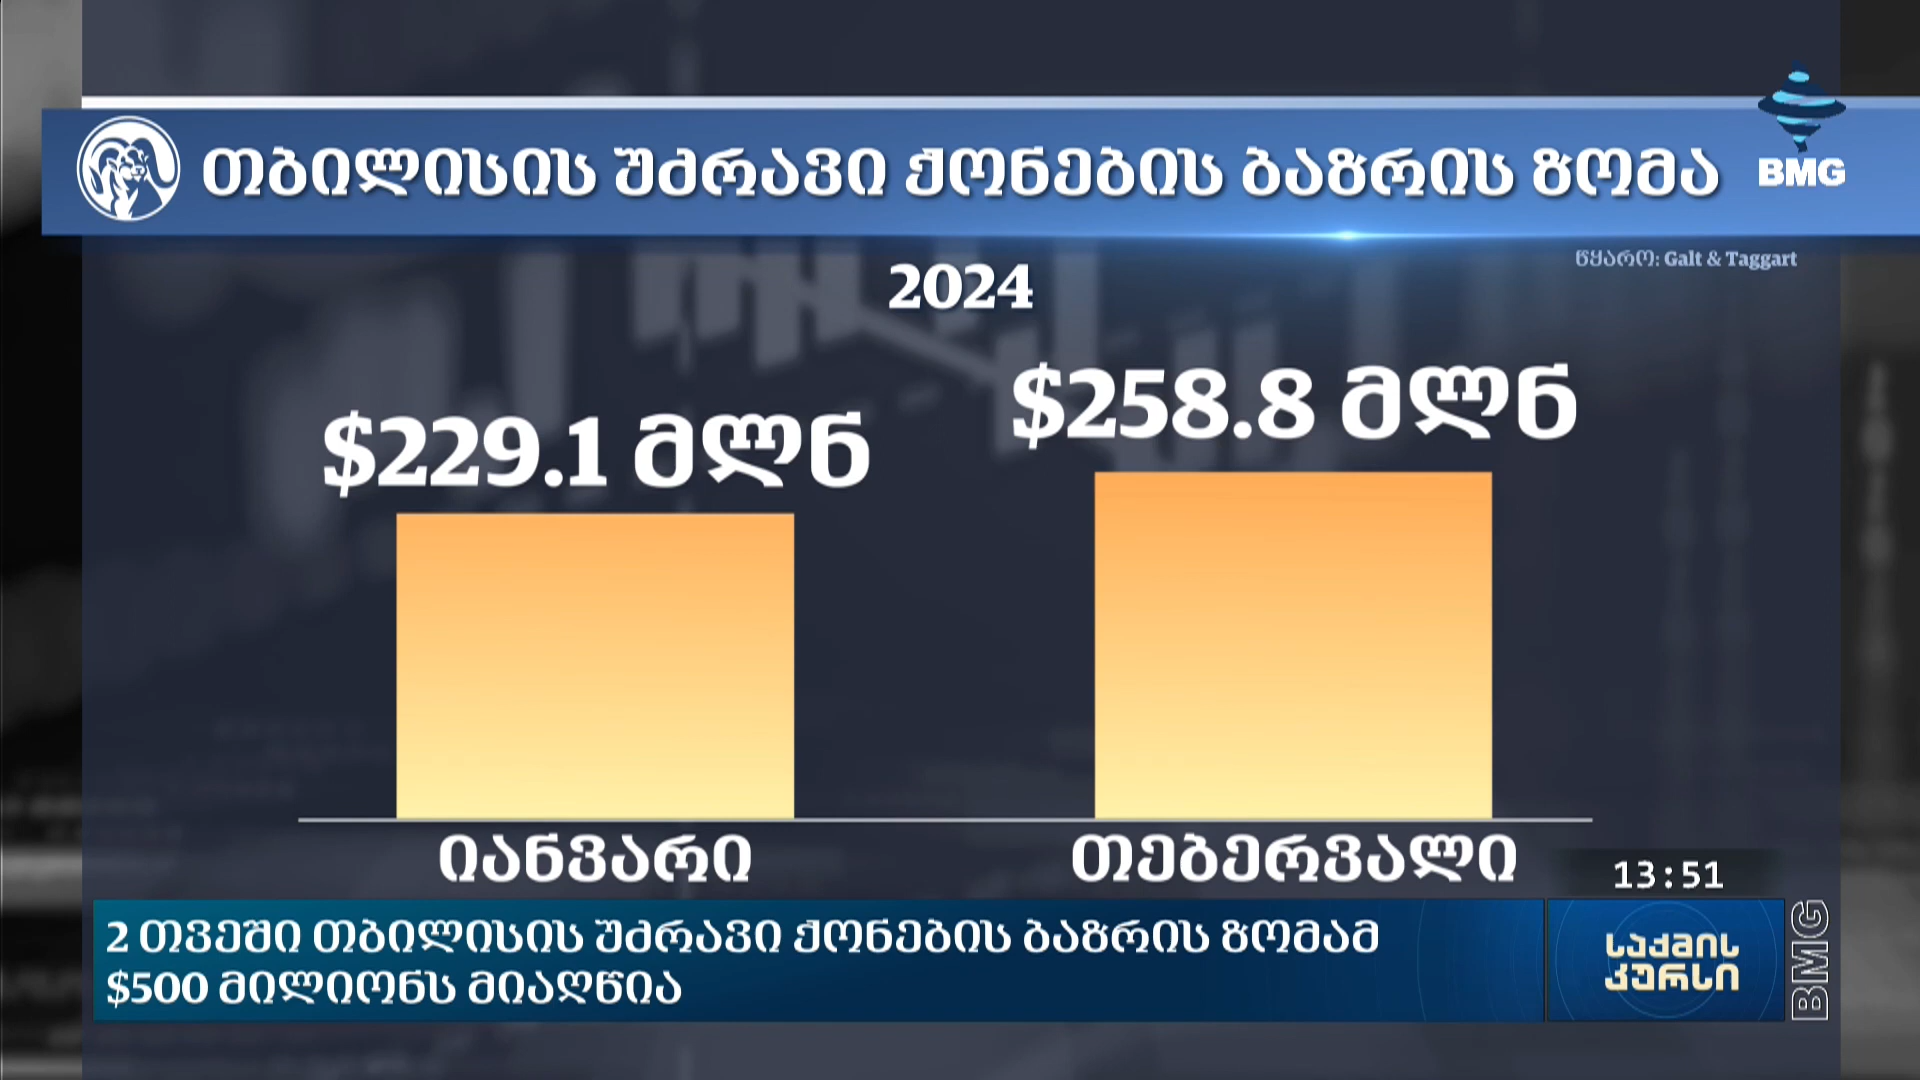 თბილისის უძრავი ქონების ბაზრის ზომა
BMG
წყარო: Galt & Taggart
2024
$229.1 მლნ
$258.8 მლნ
იანვარი
თებერვალი
13:51
2 თვეში თბილისის უძრავი ქონების ბაზრის ზომამ
$500 მილიონს მიაღწია
საქმის
კურსი
BMG